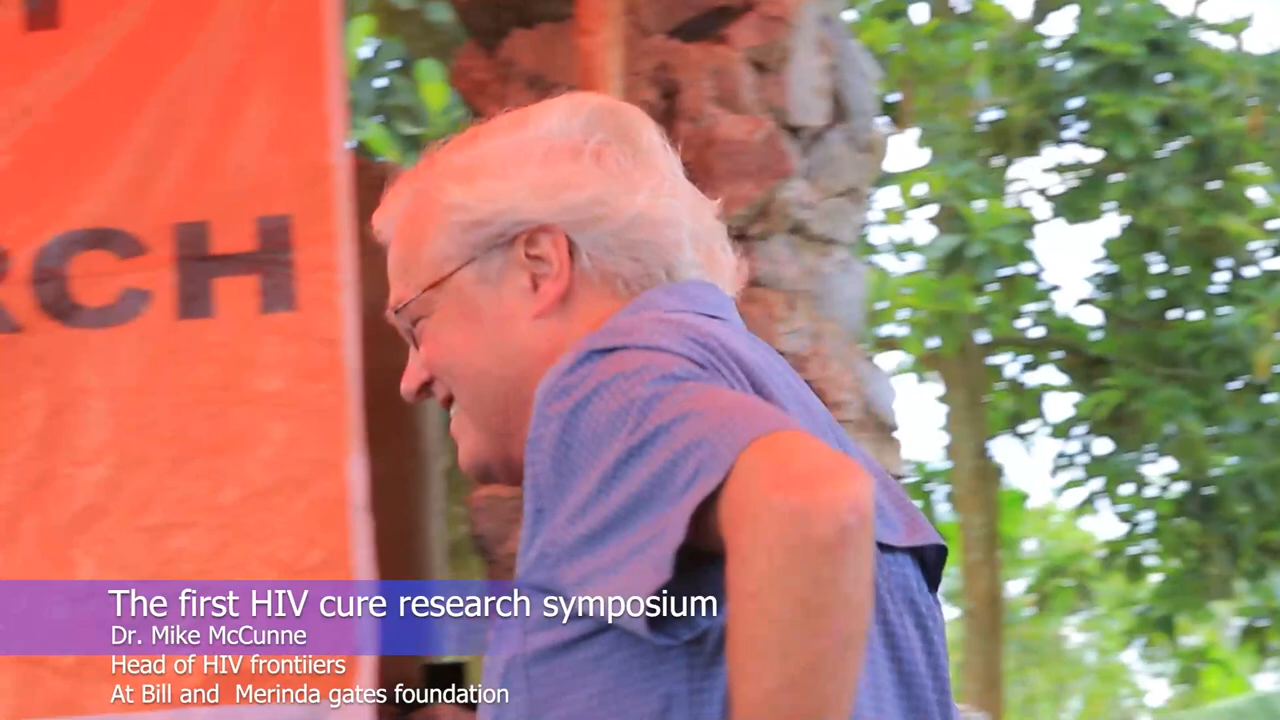 RCH
The first HIV cure research symposium
Dr. Mike McCunne
Head of HIV frontiiers
At Bill and  Merinda gates foundation